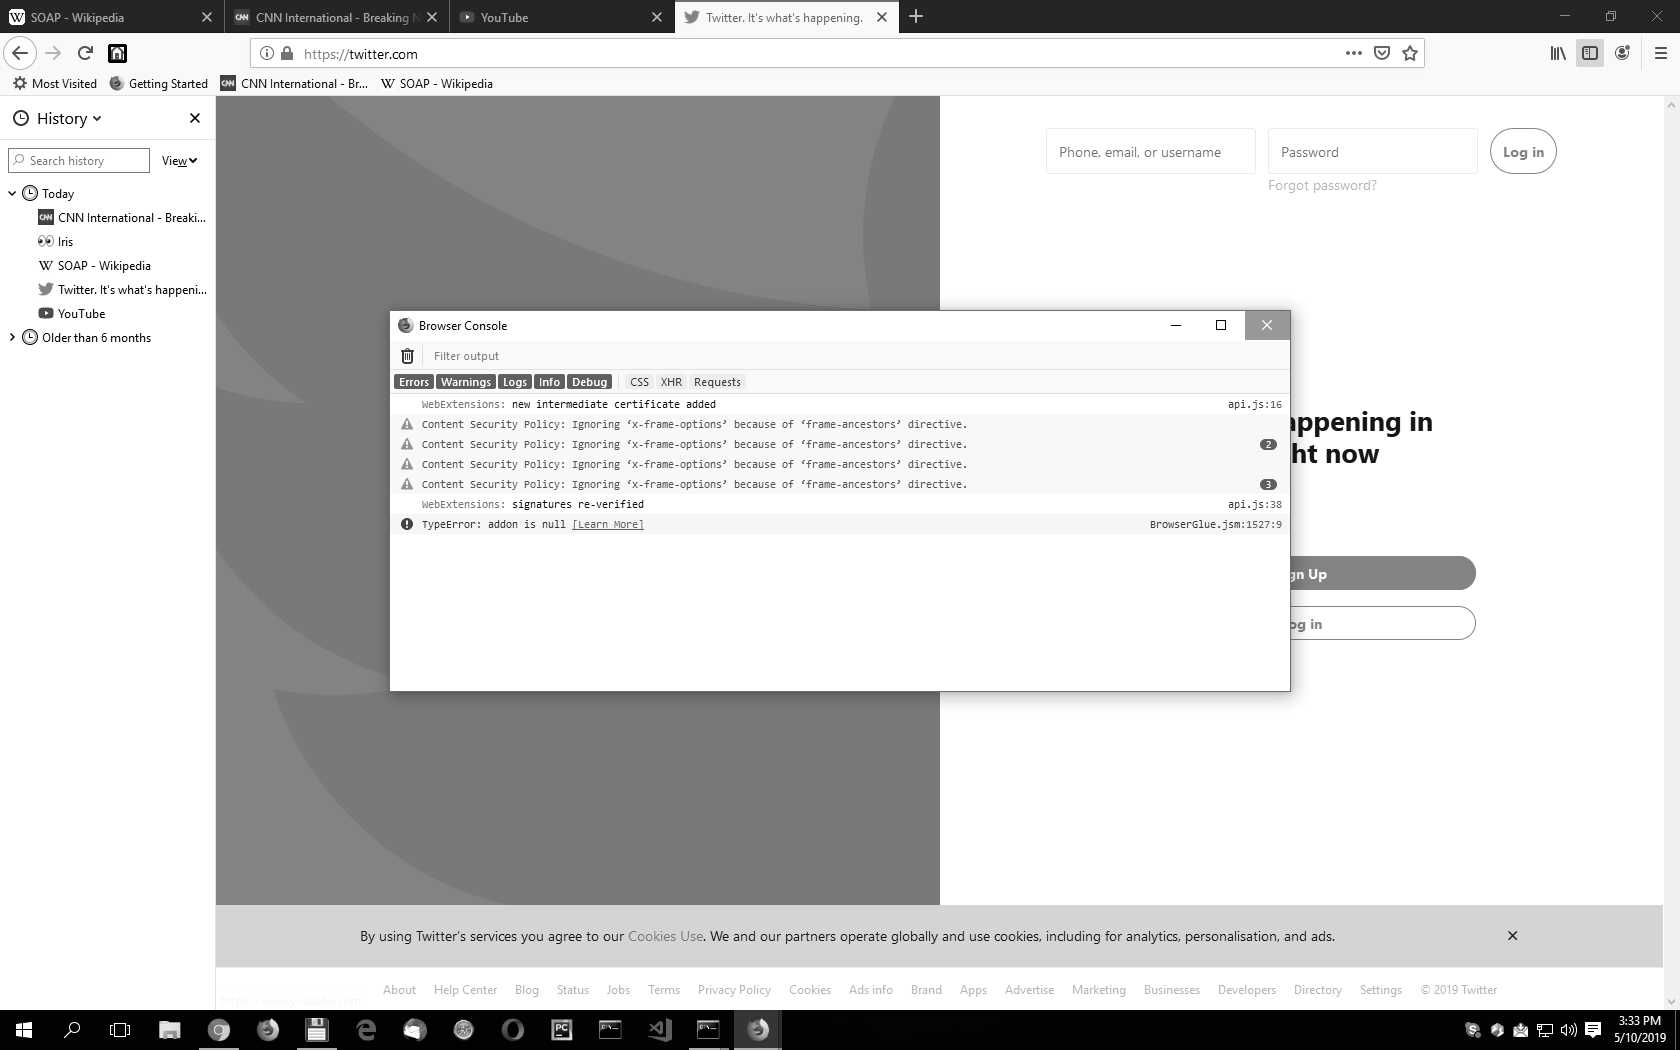 SOAP - Wikipedia
CNN International - Breaking N
YouTube
Twitter. It's what's happening.
https://twitter.com
Most Visited
Getting Started
CNN International - Br...
SOAP - Wikipedia
History
Search history
View
Today
CNN International - Breaki...
Iris
SOAP - Wikipedia
Twitter. It's what's happeni...
YouTube
Older than 6 months
Phone, email, or username
Password
Log in
Forgot password?
Browser Console
Filter output
Errors Warnings Logs Info Debug CSS XHR Requests
WebExtensions: new intermediate certificate added api.js:16
Content Security Policy: Ignoring ‘x-frame-options’ because of ‘frame-ancestors’ directive.
Content Security Policy: Ignoring ‘x-frame-options’ because of ‘frame-ancestors’ directive. 2
Content Security Policy: Ignoring ‘x-frame-options’ because of ‘frame-ancestors’ directive.
Content Security Policy: Ignoring ‘x-frame-options’ because of ‘frame-ancestors’ directive. 3
WebExtensions: signatures re-verified api.js:38
TypeError: addon is null [Learn More] BrowserGlue.jsm:1527:9
appening in
ht now
gn Up
og in
By using Twitter's services you agree to our Cookies Use. We and our partners operate globally and use cookies, including for analytics, personalisation, and ads.
About Help Center Blog Status Jobs Terms Privacy Policy Cookies Ads info Brand Apps Advertise Marketing Businesses Developers Directory Settings © 2019 Twitter
3:33 PM
5/10/2019